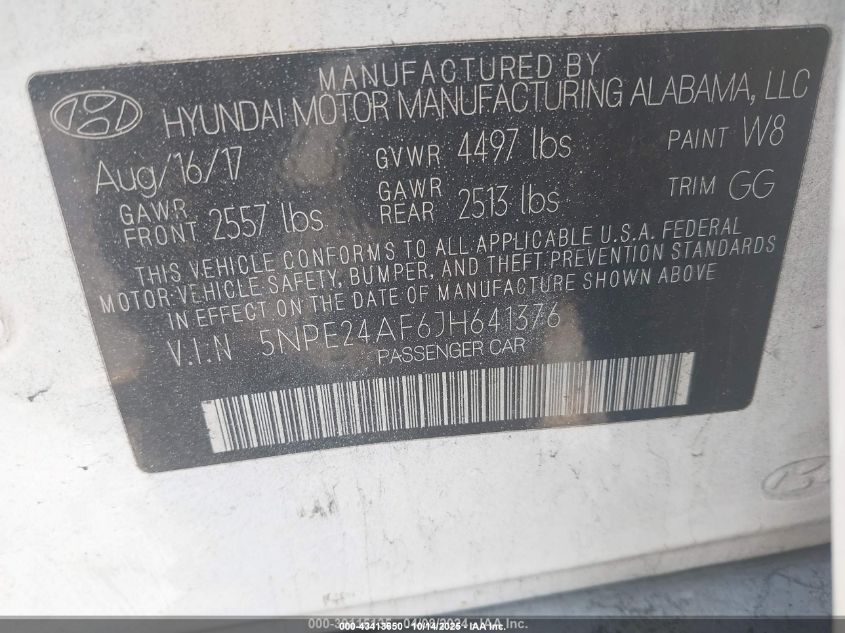 MANUFACTURED BY
HYUNDAI MOTOR MANUFACTURING ALABAMA, LLC
Aug/16/17 GVWR 4497 lbs PAINT W8
GAWR FRONT 2557 lbs GAWR REAR 2513 lbs TRIM GG
THIS VEHICLE CONFORMS TO ALL APPLICABLE U.S.A. FEDERAL
MOTOR VEHICLE SAFETY, BUMPER, AND THEFT PREVENTION STANDARDS
IN EFFECT ON THE DATE OF MANUFACTURE SHOWN ABOVE
V.I.N 5NPE24AF6JH641376
PASSENGER CAR
000-43413650 - 10/14/2025 - IAA Inc.